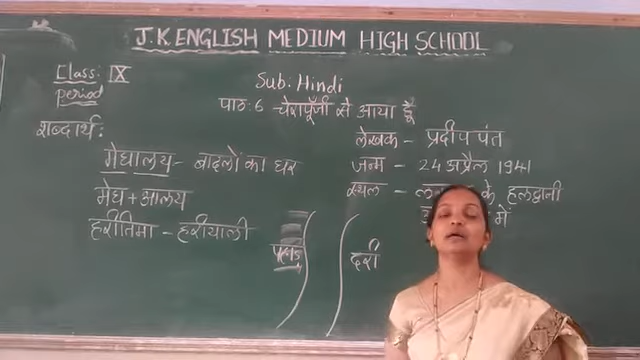 J.K ENGLISH MEDIUM HIGH SCHOOL
Class: IX
period
Sub: Hindi
पाठ: 6 चेरापूँजी से आया हूँ
शब्दार्थ:
मेघालय - बादलों का घर
मेघ + आलय
हरीतिमा - हरीयाली
लेखक - प्रदीप पंत
जन्म - 24 अप्रैल 1941
स्थल - के हलद्वानी
में
दरी